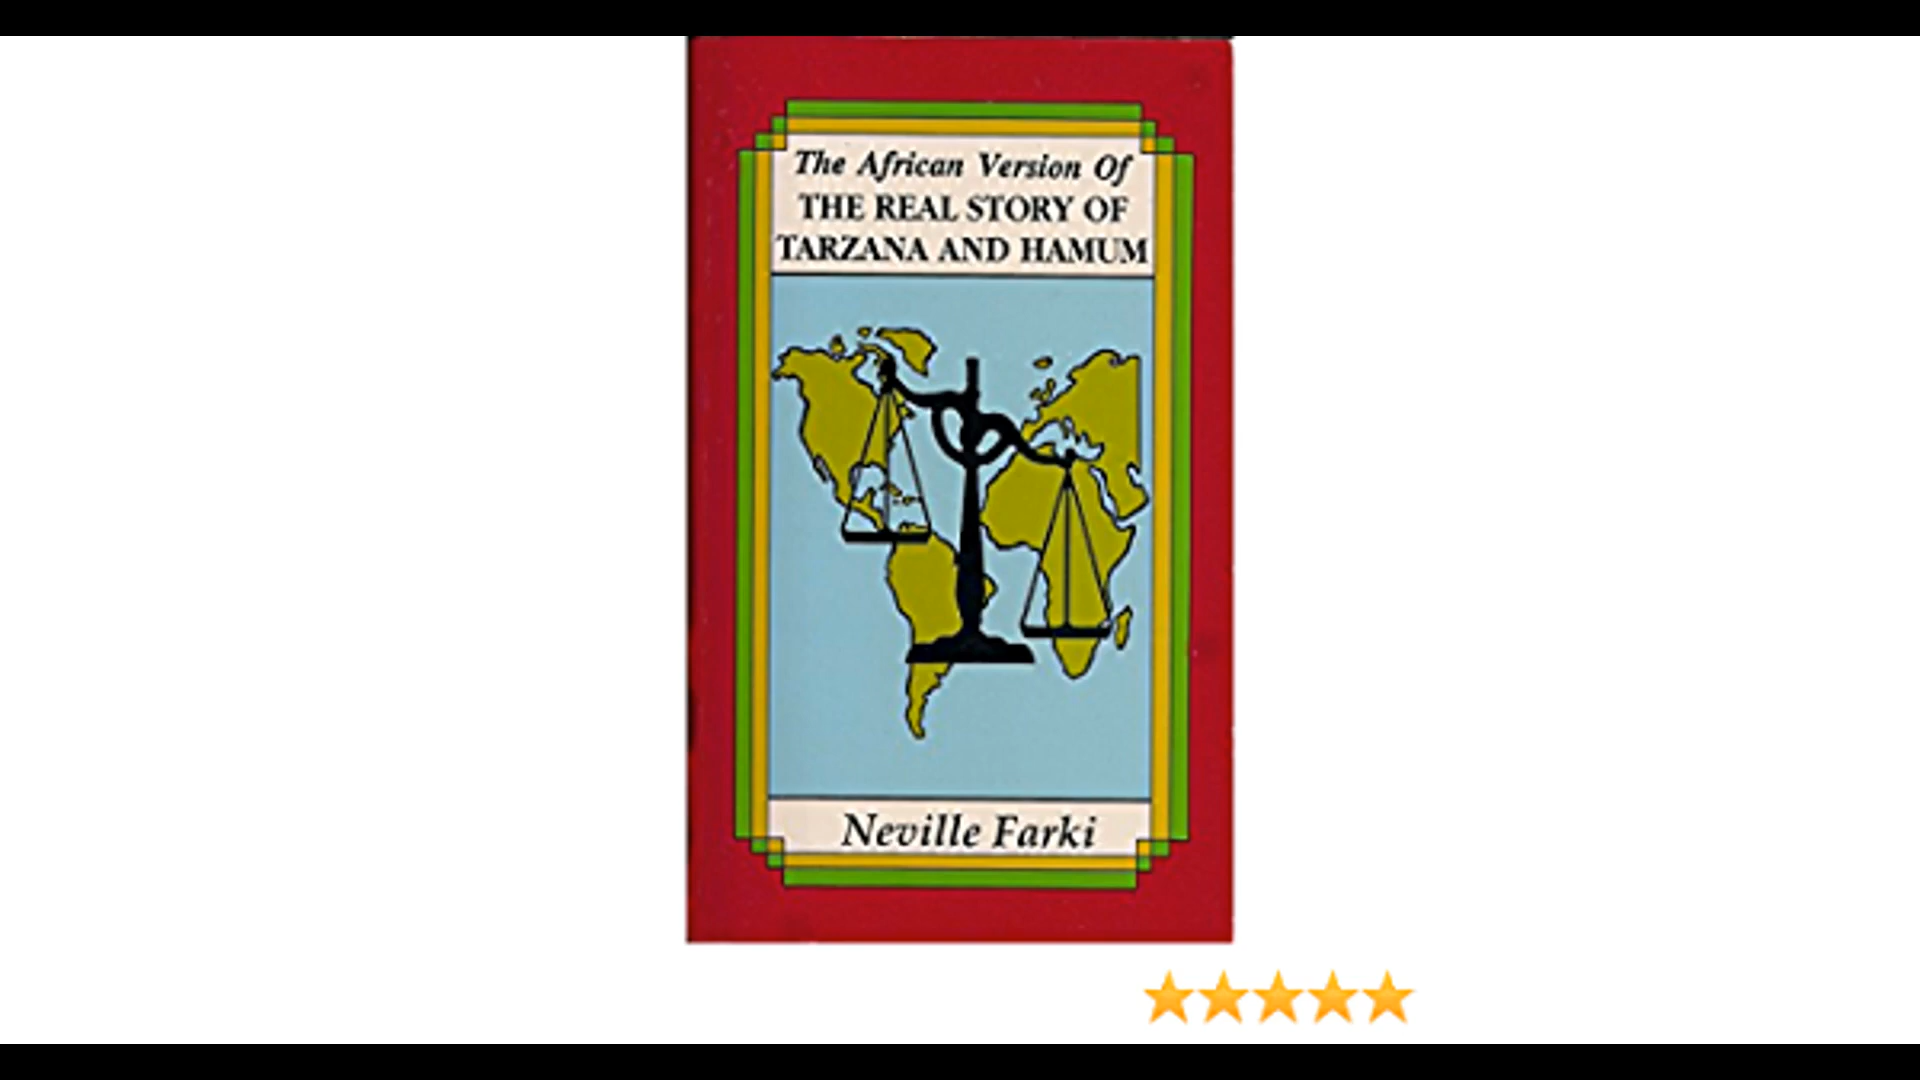 The African Version Of
THE REAL STORY OF
TARZANA AND HAMUM
Neville Farki